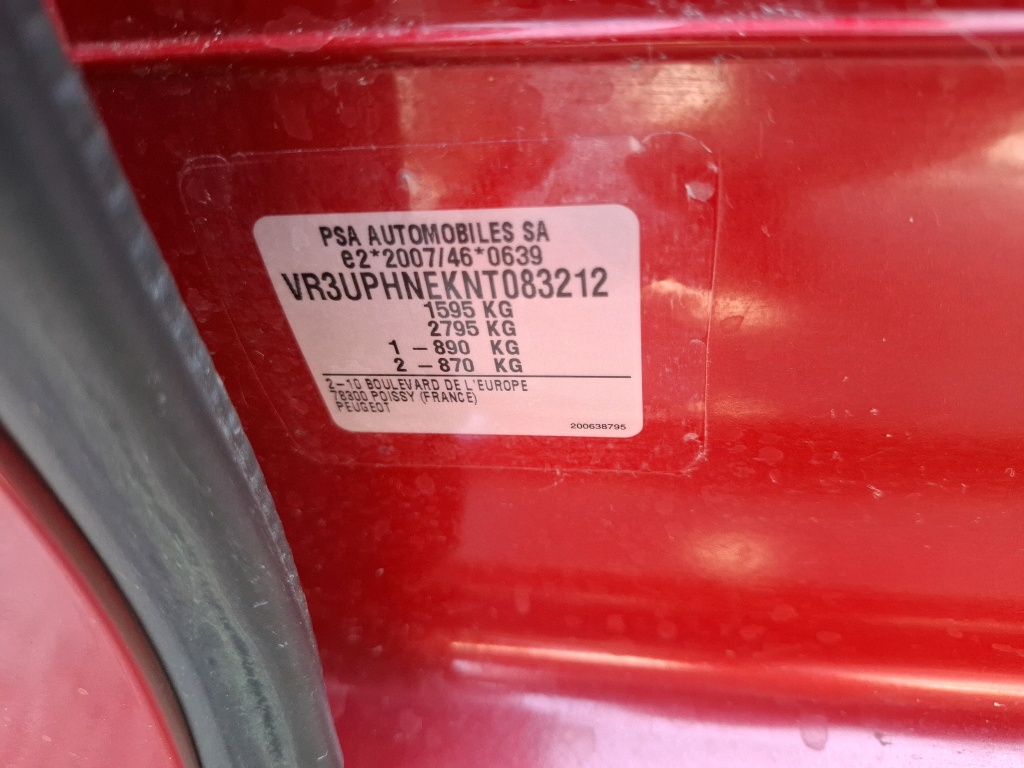 PSA AUTOMOBILES SA
e2*2007/46*0639
VR3UPHNEKNT083212
1595 KG
2795 KG
1 – 890 KG
2 – 870 KG
2–10 BOULEVARD DE L'EUROPE
78300 POISSY (FRANCE)
PEUGEOT
200638795